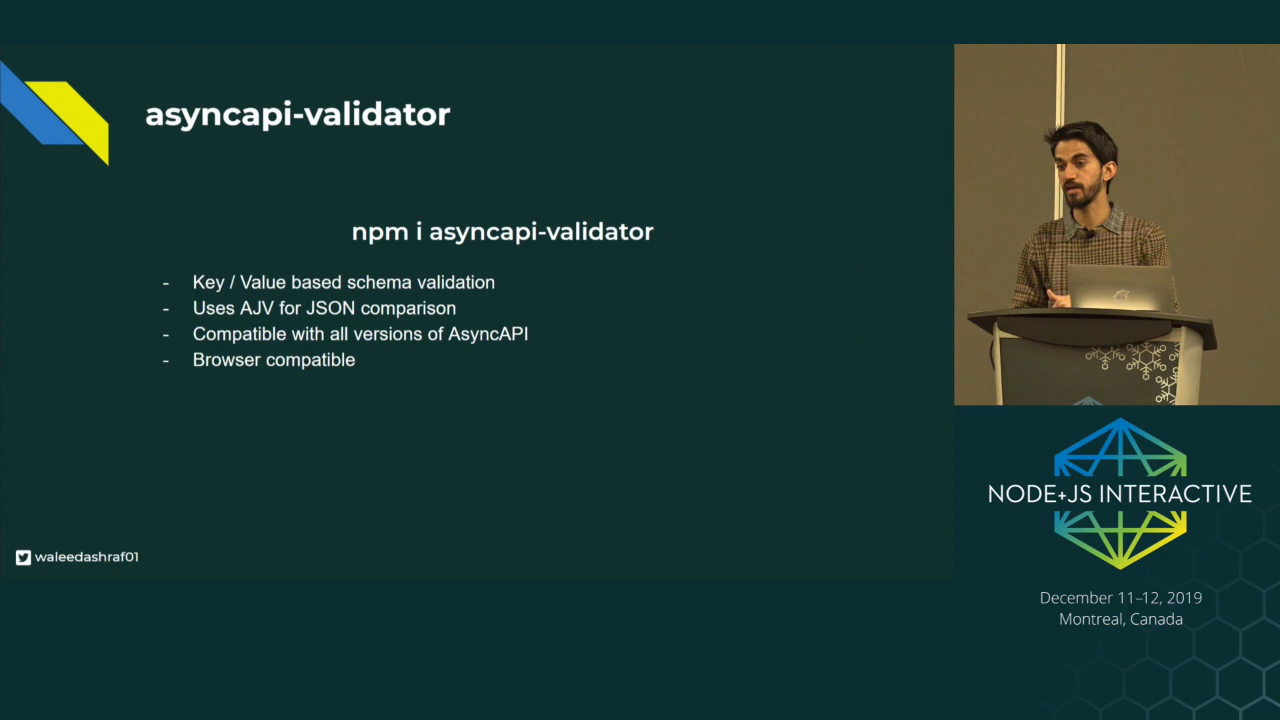 asyncapi-validator
npm i asyncapi-validator
- Key / Value based schema validation
- Uses AJV for JSON comparison
- Compatible with all versions of AsyncAPI
- Browser compatible
waleedashraf01
NODE+JS INTERACTIVE
December 11–12, 2019
Montreal, Canada